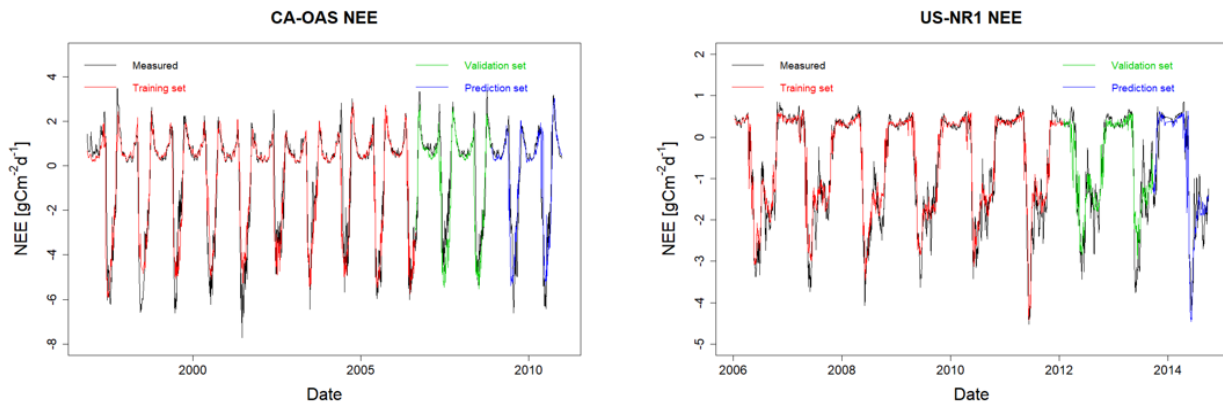 CA-OAS NEE
Measured
Training set
Validation set
Prediction set
NEE [gCm-2d-1]
4
2
0
-2
-4
-6
-8
2000
2005
2010
Date
US-NR1 NEE
Measured
Training set
Validation set
Prediction set
NEE [gCm-2d-1]
2
1
0
-1
-2
-3
-4
-5
2006
2008
2010
2012
2014
Date